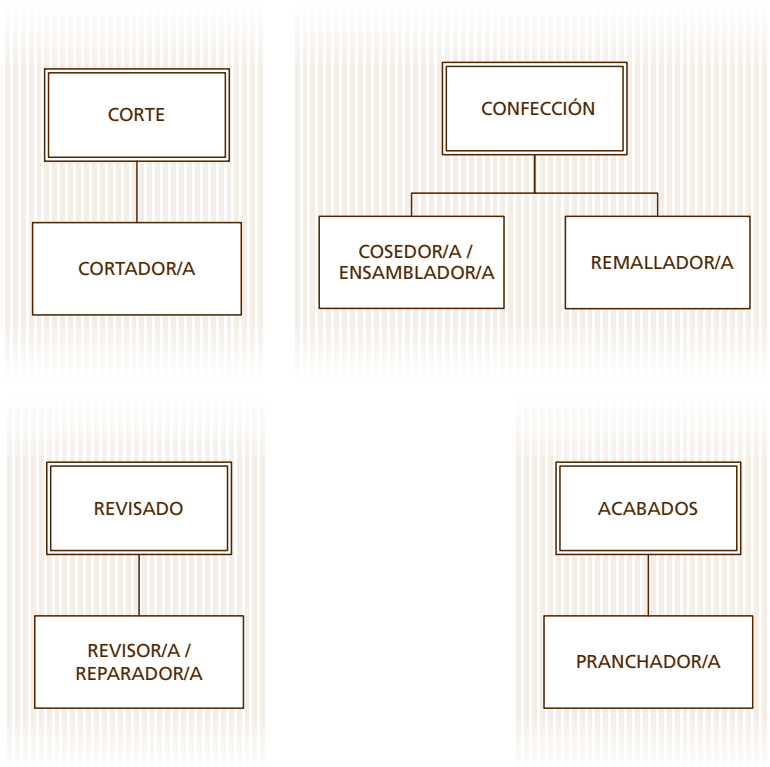 CORTE
CORTADOR/A
CONFECCIÓN
COSEDOR/A /
ENSAMBLADOR/A
REMALLADOR/A
REVISADO
REVISOR/A /
REPARADOR/A
ACABADOS
PRANCHADOR/A